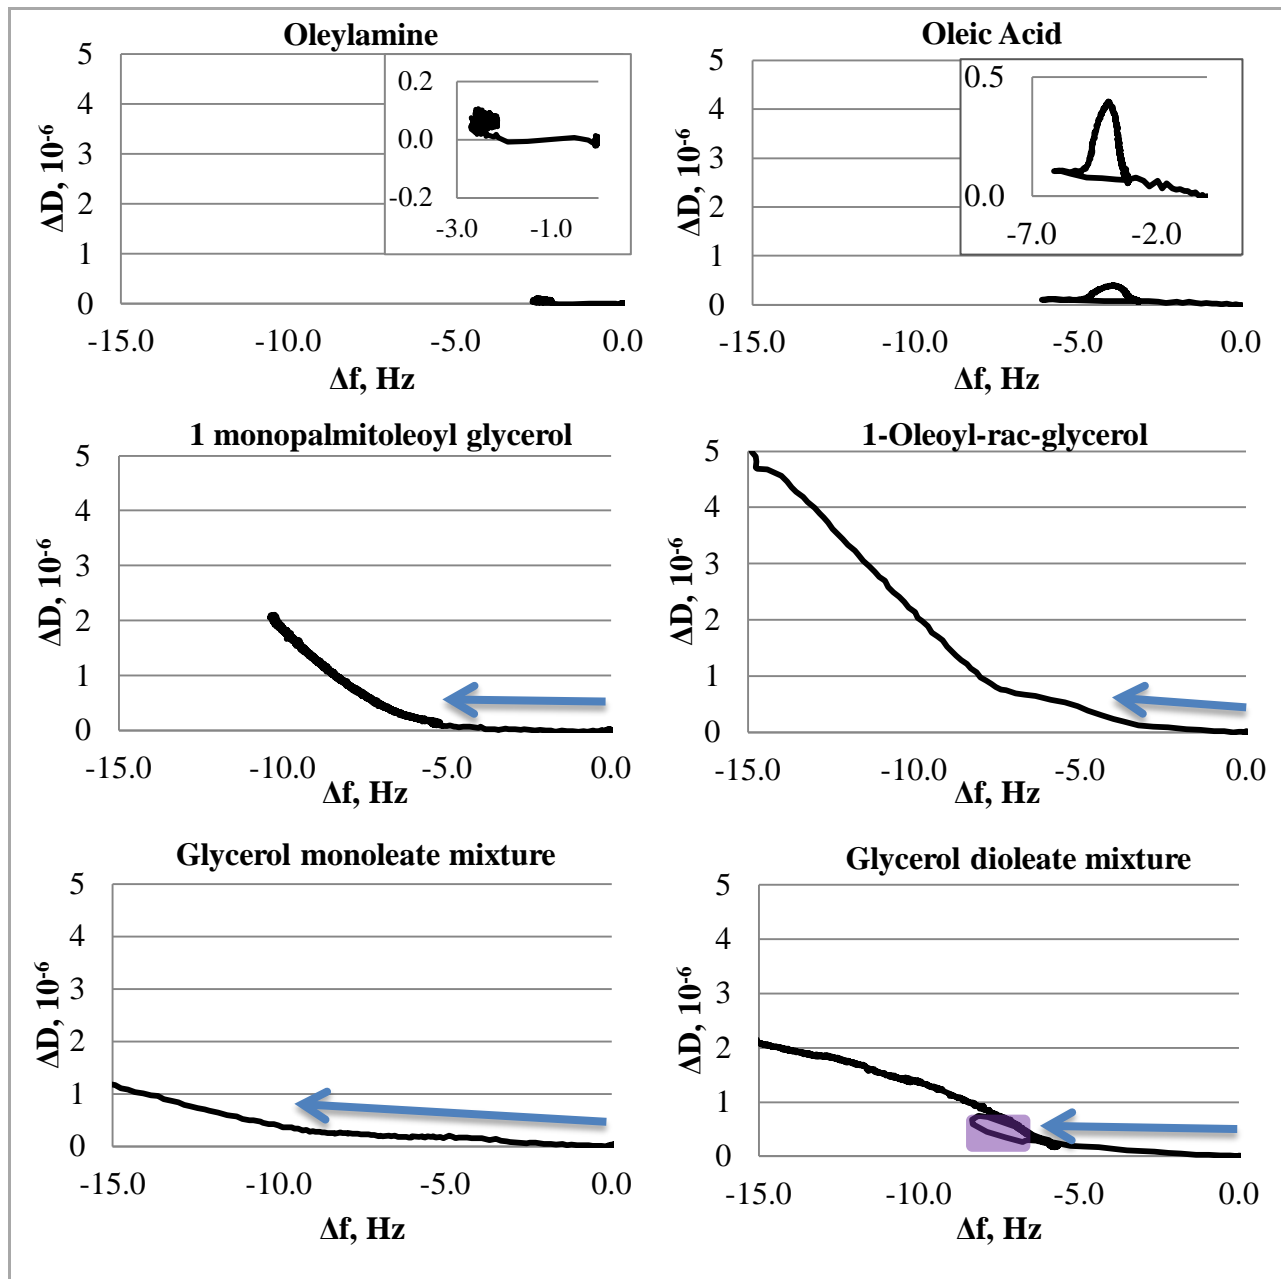 Oleylamine
5
4
3
2
1
0
ΔD, 10⁻⁶
0.2
0.0
-0.2
-3.0 -1.0
-15.0 -10.0 -5.0 0.0
Δf, Hz
Oleic Acid
5
4
3
2
1
0
ΔD, 10⁻⁶
0.5
0.0
-7.0 -2.0
-15.0 -10.0 -5.0 0.0
Δf, Hz
1 monopalmitoleoyl glycerol
5
4
3
2
1
0
ΔD, 10⁻⁶
-15.0 -10.0 -5.0 0.0
Δf, Hz
1-Oleoyl-rac-glycerol
5
4
3
2
1
0
ΔD, 10⁻⁶
-15.0 -10.0 -5.0 0.0
Δf, Hz
Glycerol monoleate mixture
5
4
3
2
1
0
ΔD, 10⁻⁶
-15.0 -10.0 -5.0 0.0
Δf, Hz
Glycerol dioleate mixture
5
4
3
2
1
0
ΔD, 10⁻⁶
-15.0 -10.0 -5.0 0.0
Δf, Hz